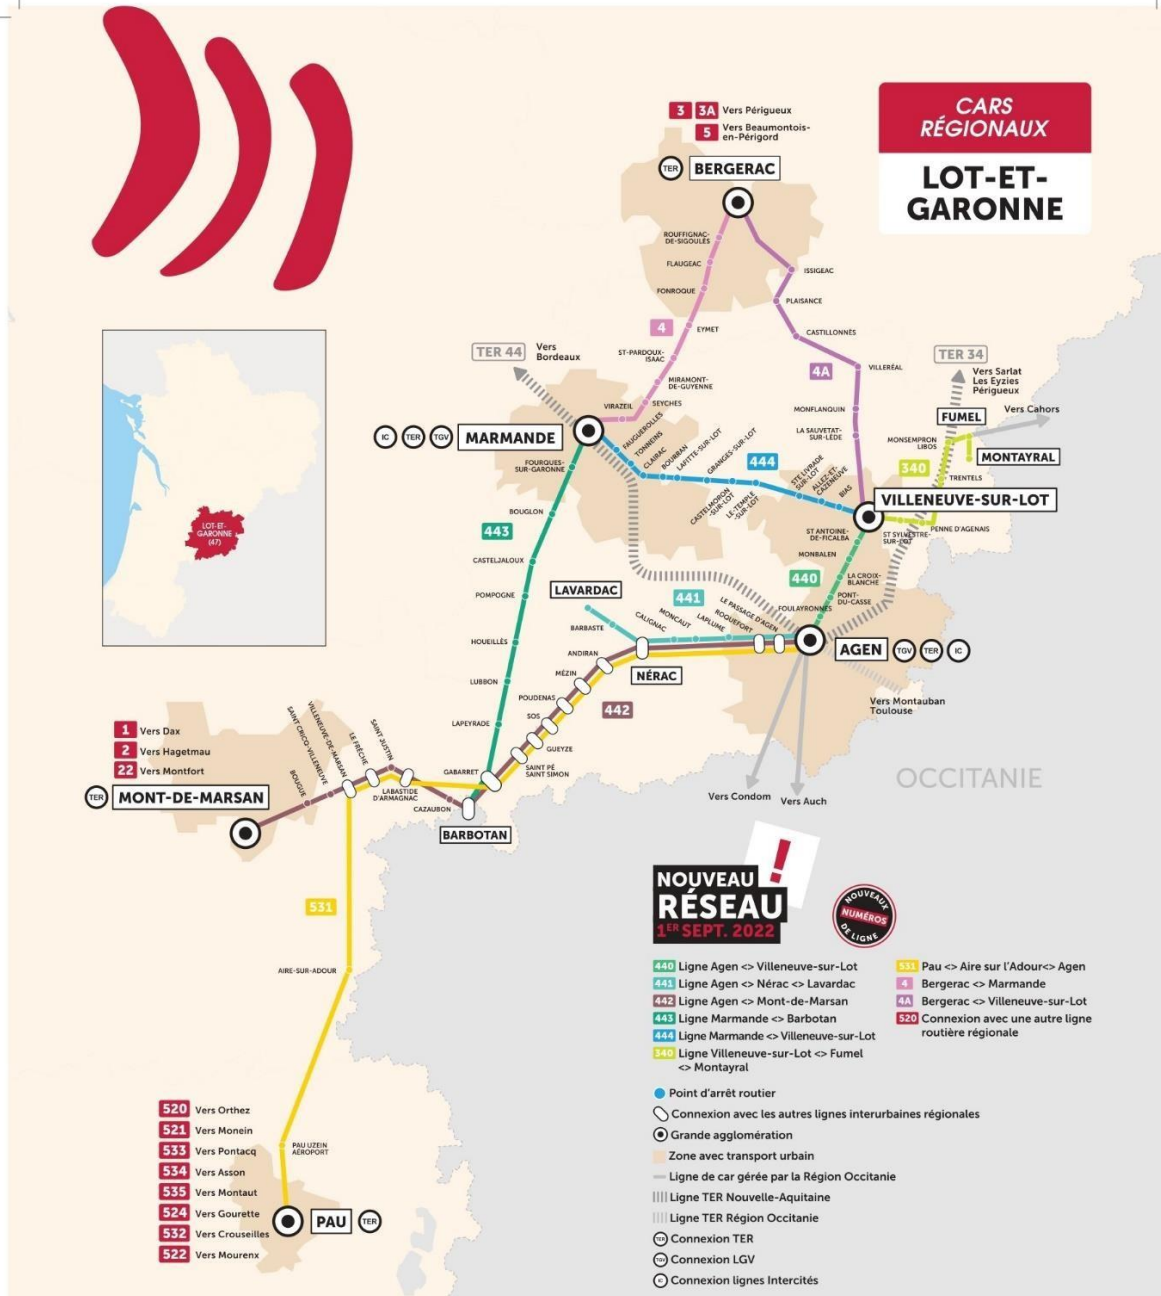 CARS
RÉGIONAUX
LOT-ET-
GARONNE
3 3A Vers Périgueux
5 Vers Beaumontois-
en-Périgord
TER BERGERAC
ROUFFIGNAC-
DE-SIGOULÈS
FLAUGEAC
FONROQUE
4
EYMET
ST-PARDOUX-
ISAAC
MIRAMONT-
DE-GUYENNE
SEYCHES
VIRAZEIL
ISSIGEAC
PLAISANCE
CASTILLONNÈS
4A
VILLERÉAL
MONFLANQUIN
LA SAUVETAT-
SUR-LÈDE
TER 44
Vers
Bordeaux
TER 34
Vers Sarlat
Les Eyzies
Périgueux
FUMEL
Vers Cahors
MONSEMPRON
LIBOS
MONTAYRAL
340
TRENTELS
IC TER TGV MARMANDE
FAUGUEROLLES
TONNEINS
CLAIRAC
BOURRAN
LAFITTE-SUR-LOT
GRANGES-SUR-LOT
444
CASTELMORON
-SUR-LOT
LE-TEMPLE
-SUR-LOT
STE LIVRADE
SUR-LOT
ALLEZ-ET-
CAZENEUVE
BIAS
VILLENEUVE-SUR-LOT
ST SYLVESTRE-
SUR-LOT
PENNE D'AGENAIS
FOURQUES-
SUR-GARONNE
BOUGLON
443
CASTELJALOUX
POMPOGNE
HOUEILLÈS
LUBBON
LAPEYRADE
GABARRET
ST ANTOINE-
DE-FICALBA
MONBALEN
440
LA CROIX-
BLANCHE
PONT-
DU-CASSE
FOULAYRONNES
LAVARDAC
441
BARBASTE
CALIGNAC
MONCAUT
LAPLUME
ROQUEFORT
LE PASSAGE D'AGEN
AGEN TGV TER IC
ANDIRAN
NÉRAC
MÉZIN
POUDENAS
442
SOS
GUEYZE
SAINT PÉ
SAINT SIMON
Vers Montauban
Toulouse
Vers Condom
Vers Auch
OCCITANIE
LOT-ET-
GARONNE
(47)
1 Vers Dax
2 Vers Hagetmau
22 Vers Montfort
TER MONT-DE-MARSAN
BOUGUE
SAINT CRICQ-VILLENEUVE
VILLENEUVE-DE-MARSAN
LE FRÊCHE
SAINT JUSTIN
LABASTIDE
D'ARMAGNAC
CAZAUBON
BARBOTAN
531
AIRE-SUR-ADOUR
PAU UZEIN
AÉROPORT
PAU TER
520 Vers Orthez
521 Vers Monein
533 Vers Pontacq
534 Vers Asson
535 Vers Montaut
524 Vers Gourette
532 Vers Crouseilles
522 Vers Mourenx
!
NOUVEAU
RÉSEAU
1ER SEPT. 2022
NOUVEAUX
NUMÉROS
DE LIGNE
440 Ligne Agen <> Villeneuve-sur-Lot
441 Ligne Agen <> Nérac <> Lavardac
442 Ligne Agen <> Mont-de-Marsan
443 Ligne Marmande <> Barbotan
444 Ligne Marmande <> Villeneuve-sur-Lot
340 Ligne Villeneuve-sur-Lot <> Fumel
<> Montayral
531 Pau <> Aire sur l'Adour<> Agen
4 Bergerac <> Marmande
4A Bergerac <> Villeneuve-sur-Lot
520 Connexion avec une autre ligne
routière régionale
Point d'arrêt routier
Connexion avec les autres lignes interurbaines régionales
Grande agglomération
Zone avec transport urbain
Ligne de car gérée par la Région Occitanie
Ligne TER Nouvelle-Aquitaine
Ligne TER Région Occitanie
TER Connexion TER
TGV Connexion LGV
IC Connexion lignes Intercités